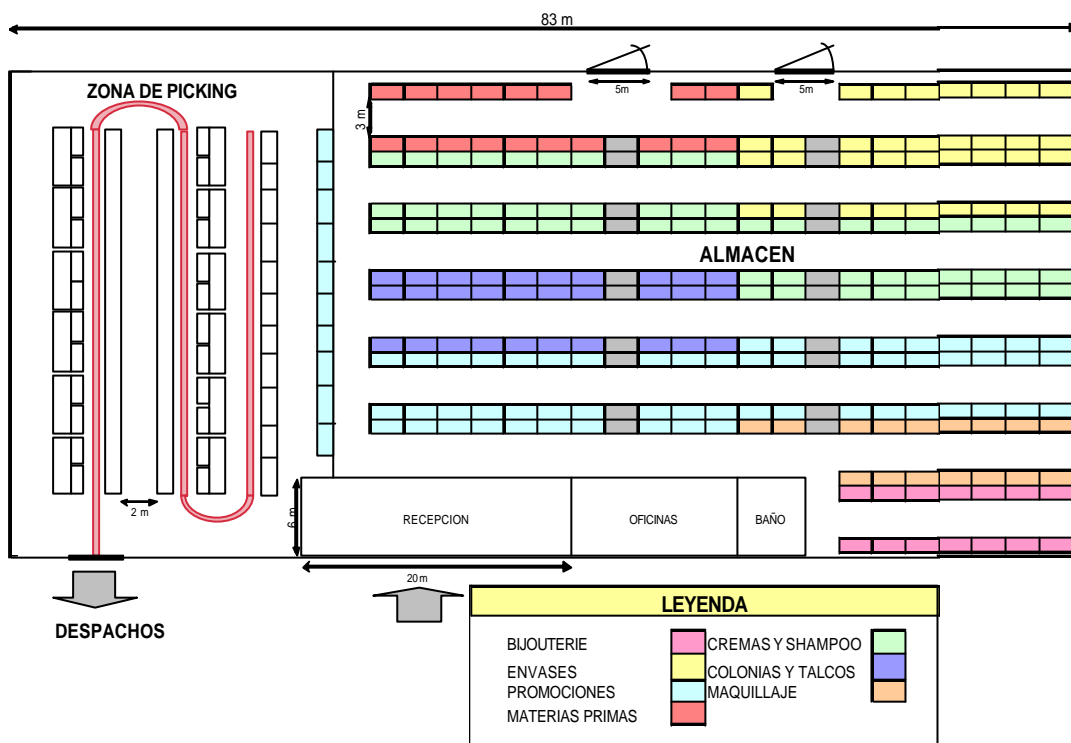 83 m
ZONA DE PICKING
5m
5m
3 m
ALMACEN
2 m
6 m
RECEPCION
OFICINAS
BAÑO
20 m
DESPACHOS
LEYENDA
BIJOUTERIE
CREMAS Y SHAMPOO
ENVASES
COLONIAS Y TALCOS
PROMOCIONES
MAQUILLAJE
MATERIAS PRIMAS